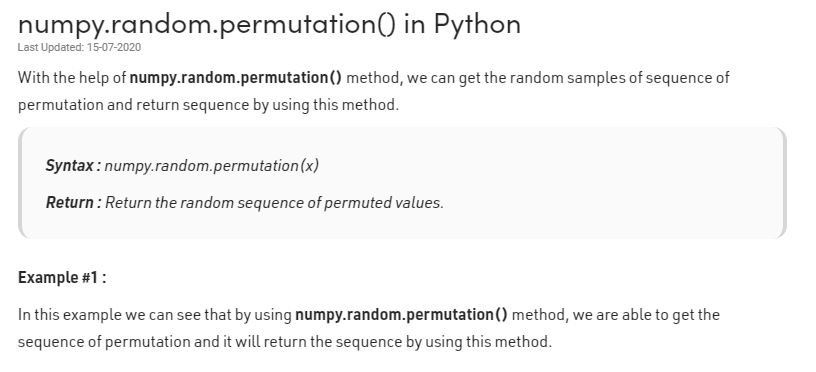 numpy.random.permutation() in Python
Last Updated: 15-07-2020
With the help of numpy.random.permutation() method, we can get the random samples of sequence of
permutation and return sequence by using this method.
Syntax : numpy.random.permutation(x)
Return : Return the random sequence of permuted values.
Example #1 :
In this example we can see that by using numpy.random.permutation() method, we are able to get the
sequence of permutation and it will return the sequence by using this method.